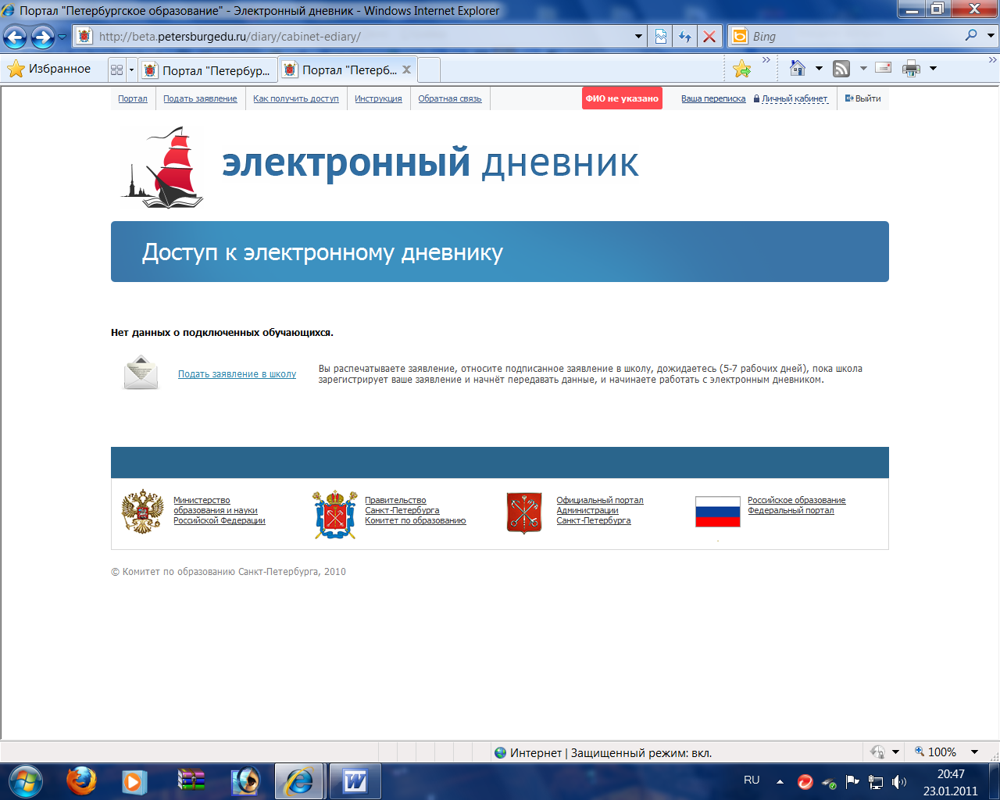 Портал "Петербургское образование" - Электронный дневник - Windows Internet Explorer
http://beta.petersburgedu.ru/diary/cabinet-ediary/
Bing
Избранное
Портал "Петербур...
Портал "Петерб...
Портал
Подать заявление
Как получить доступ
Инструкция
Обратная связь
ФИО не указано
Ваша переписка
Личный кабинет
Выйти
электронный дневник
Доступ к электронному дневнику
Нет данных о подключенных обучающихся.
Подать заявление в школу
Вы распечатываете заявление, относите подписанное заявление в школу, дожидаетесь (5-7 рабочих дней), пока школа
зарегистрирует ваше заявление и начнёт передавать данные, и начинаете работать с электронным дневником.
Министерство
образования и науки
Российской Федерации
Правительство
Санкт-Петербурга
Комитет по образованию
Официальный портал
Администрации
Санкт-Петербурга
Российское образование
Федеральный портал
© Комитет по образованию Санкт-Петербурга, 2010
Интернет | Защищенный режим: вкл.
100%
RU
20:47
23.01.2011